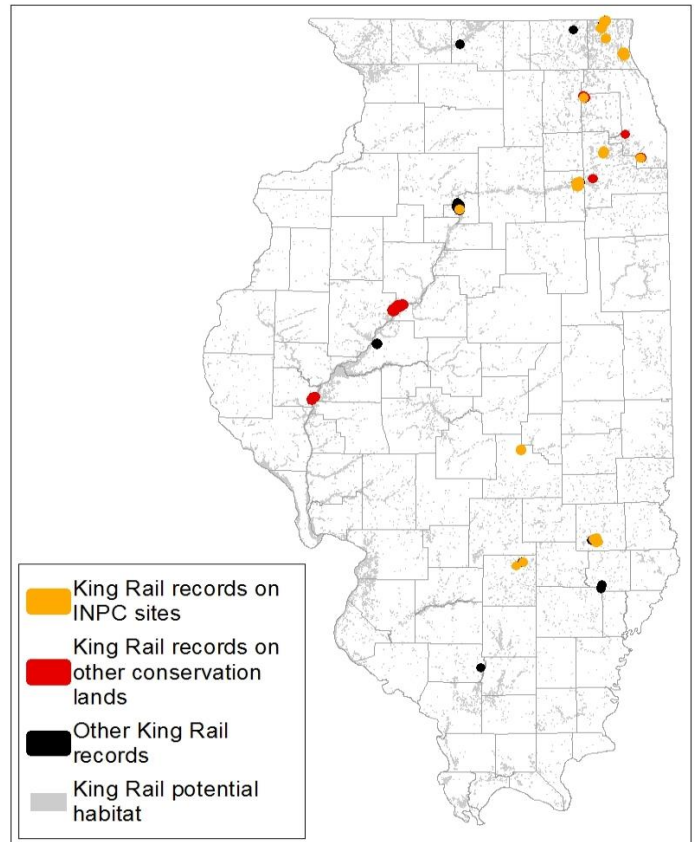 King Rail records on
INPC sites
King Rail records on
other conservation
lands
Other King Rail
records
King Rail potential
habitat